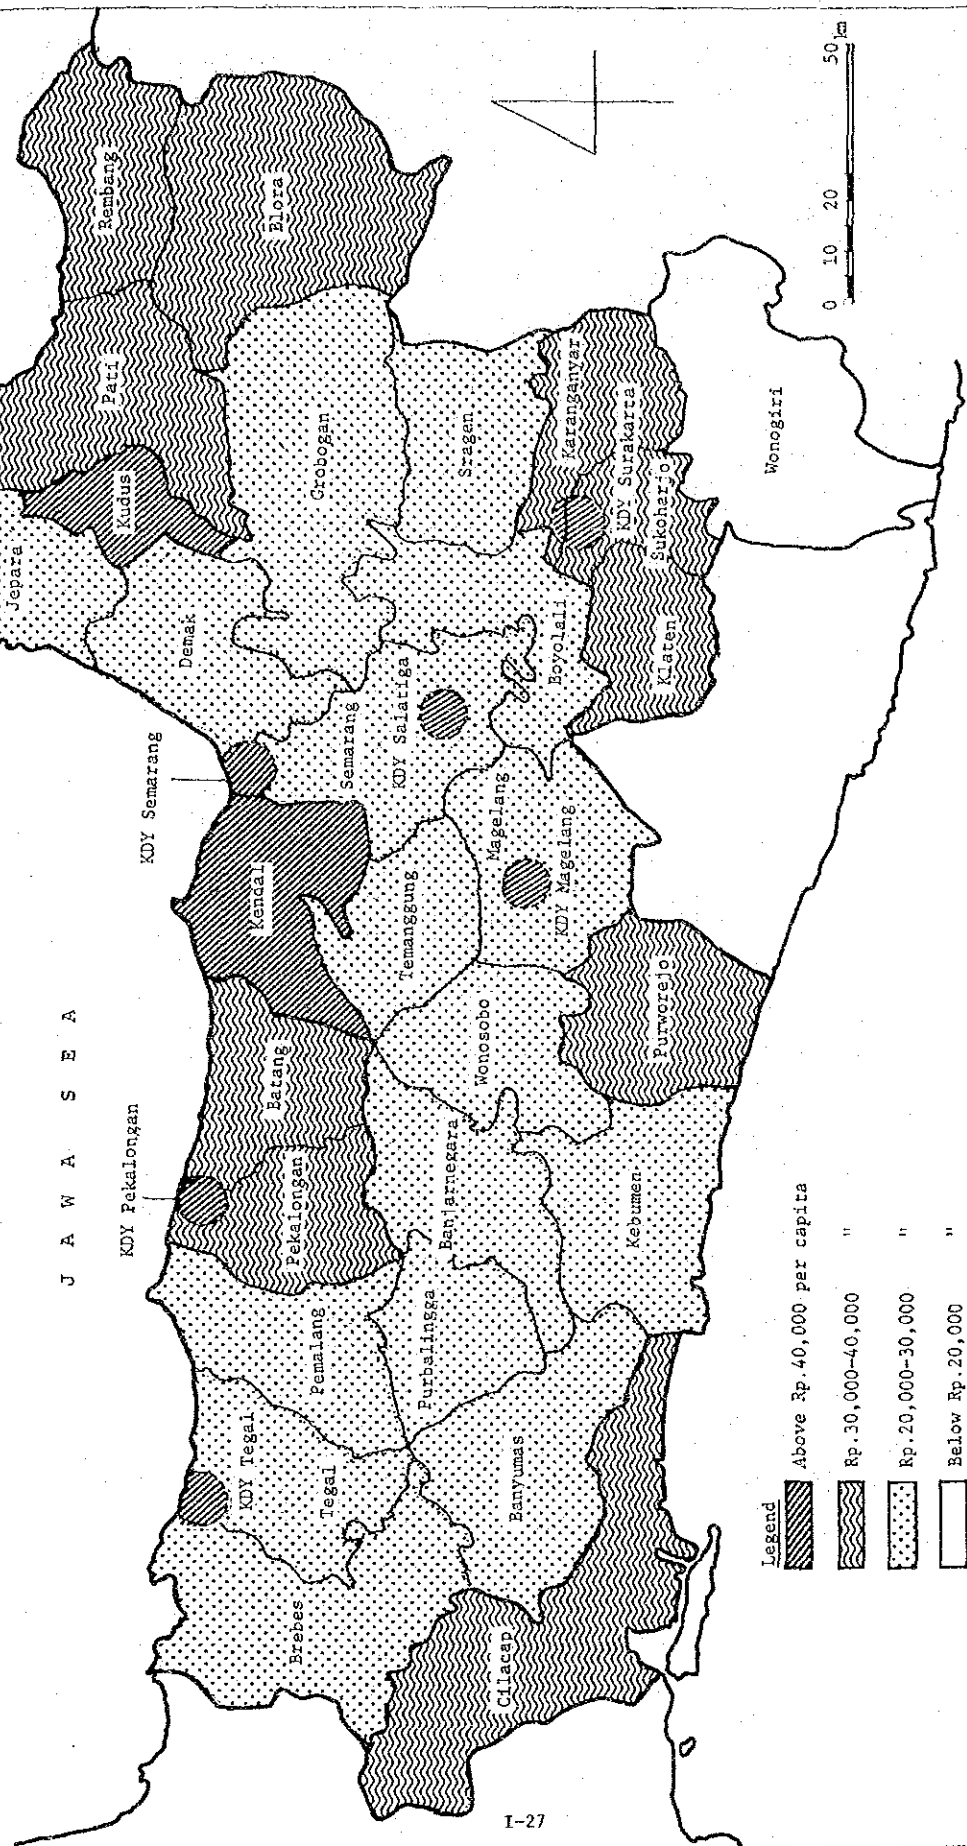 JAWA SEA
KDY Pekalongan
KDY Semarang
Jepara
Kudus
Pati
Rembang
Demak
Elora
Grobogan
Kendal
Batang
Pekalongan
Pemalang
KDY Tegal
Tegal
Brebes
Semarang
KDY Salatiga
Temanggung
Magelang
KDY Magelang
Boyolali
Sragen
Karanganyar
KDY Surakarta
Sukoharjo
Klaten
Wonogiri
Wonosobo
Banjarnegara
Purbalingga
Banyumas
Cilacap
Kebumen
Purworejo
Legend
Above Rp.40,000 per capita
Rp.30,000-40,000 "
Rp.20,000-30,000 "
Below Rp.20,000 "
0 10 20 50 km
I-27